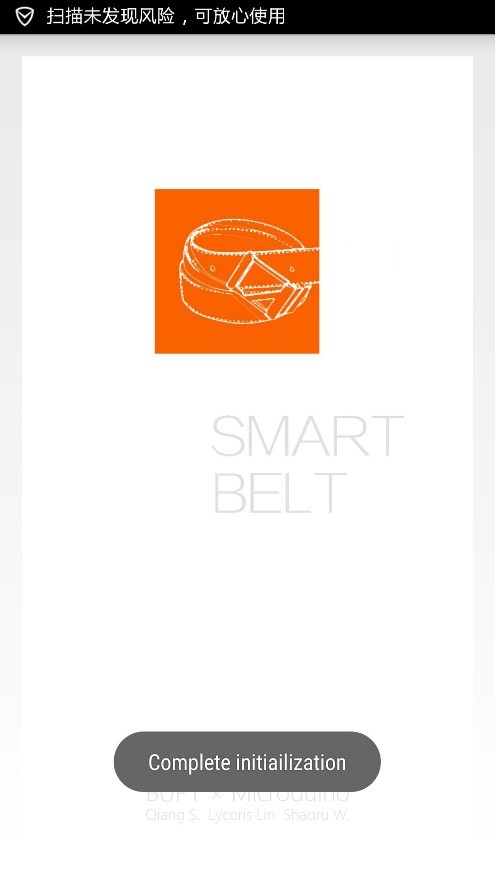 扫描未发现风险，可放心使用
SMART
BELT
Complete initiailization
BUPT × Microduino
Qiang S. Lycoris Lin Shaoru W.